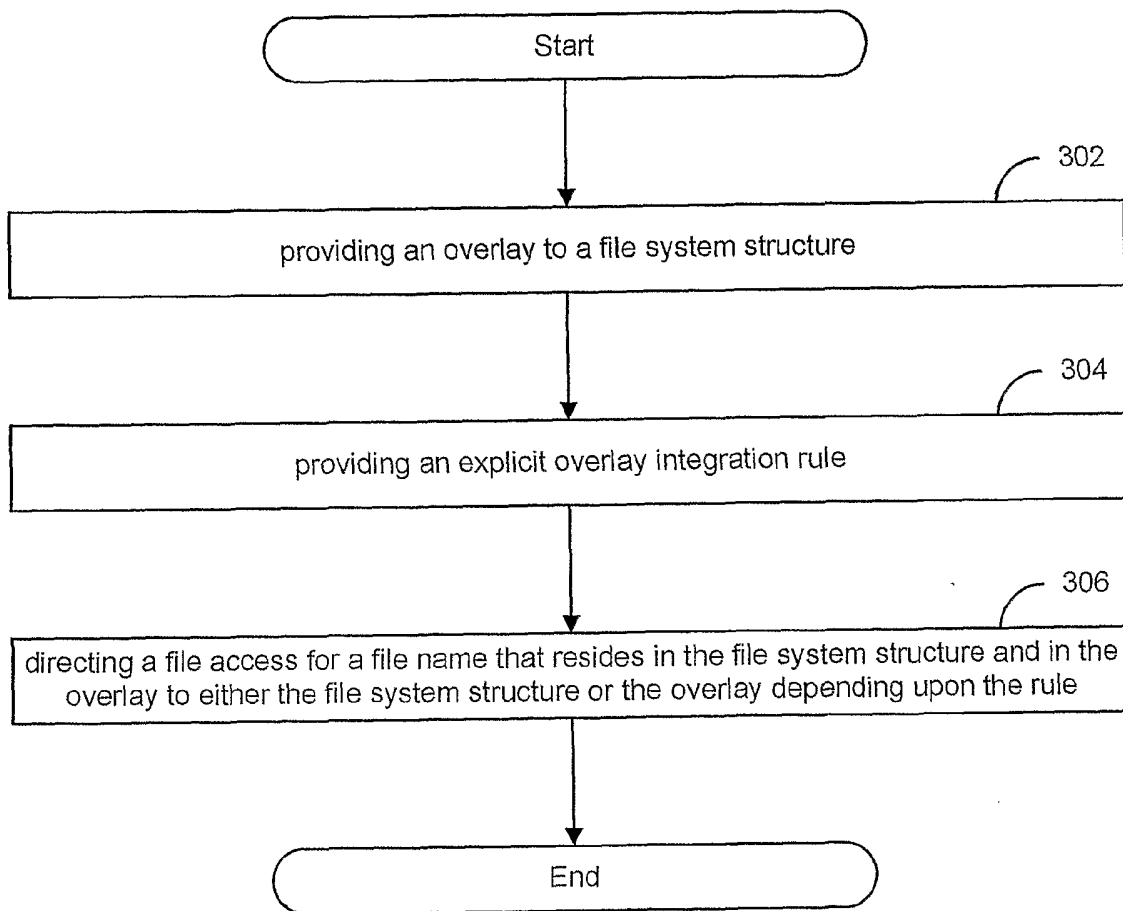 Start
302
providing an overlay to a file system structure
304
providing an explicit overlay integration rule
306
directing a file access for a file name that resides in the file system structure and in the
overlay to either the file system structure or the overlay depending upon the rule
End